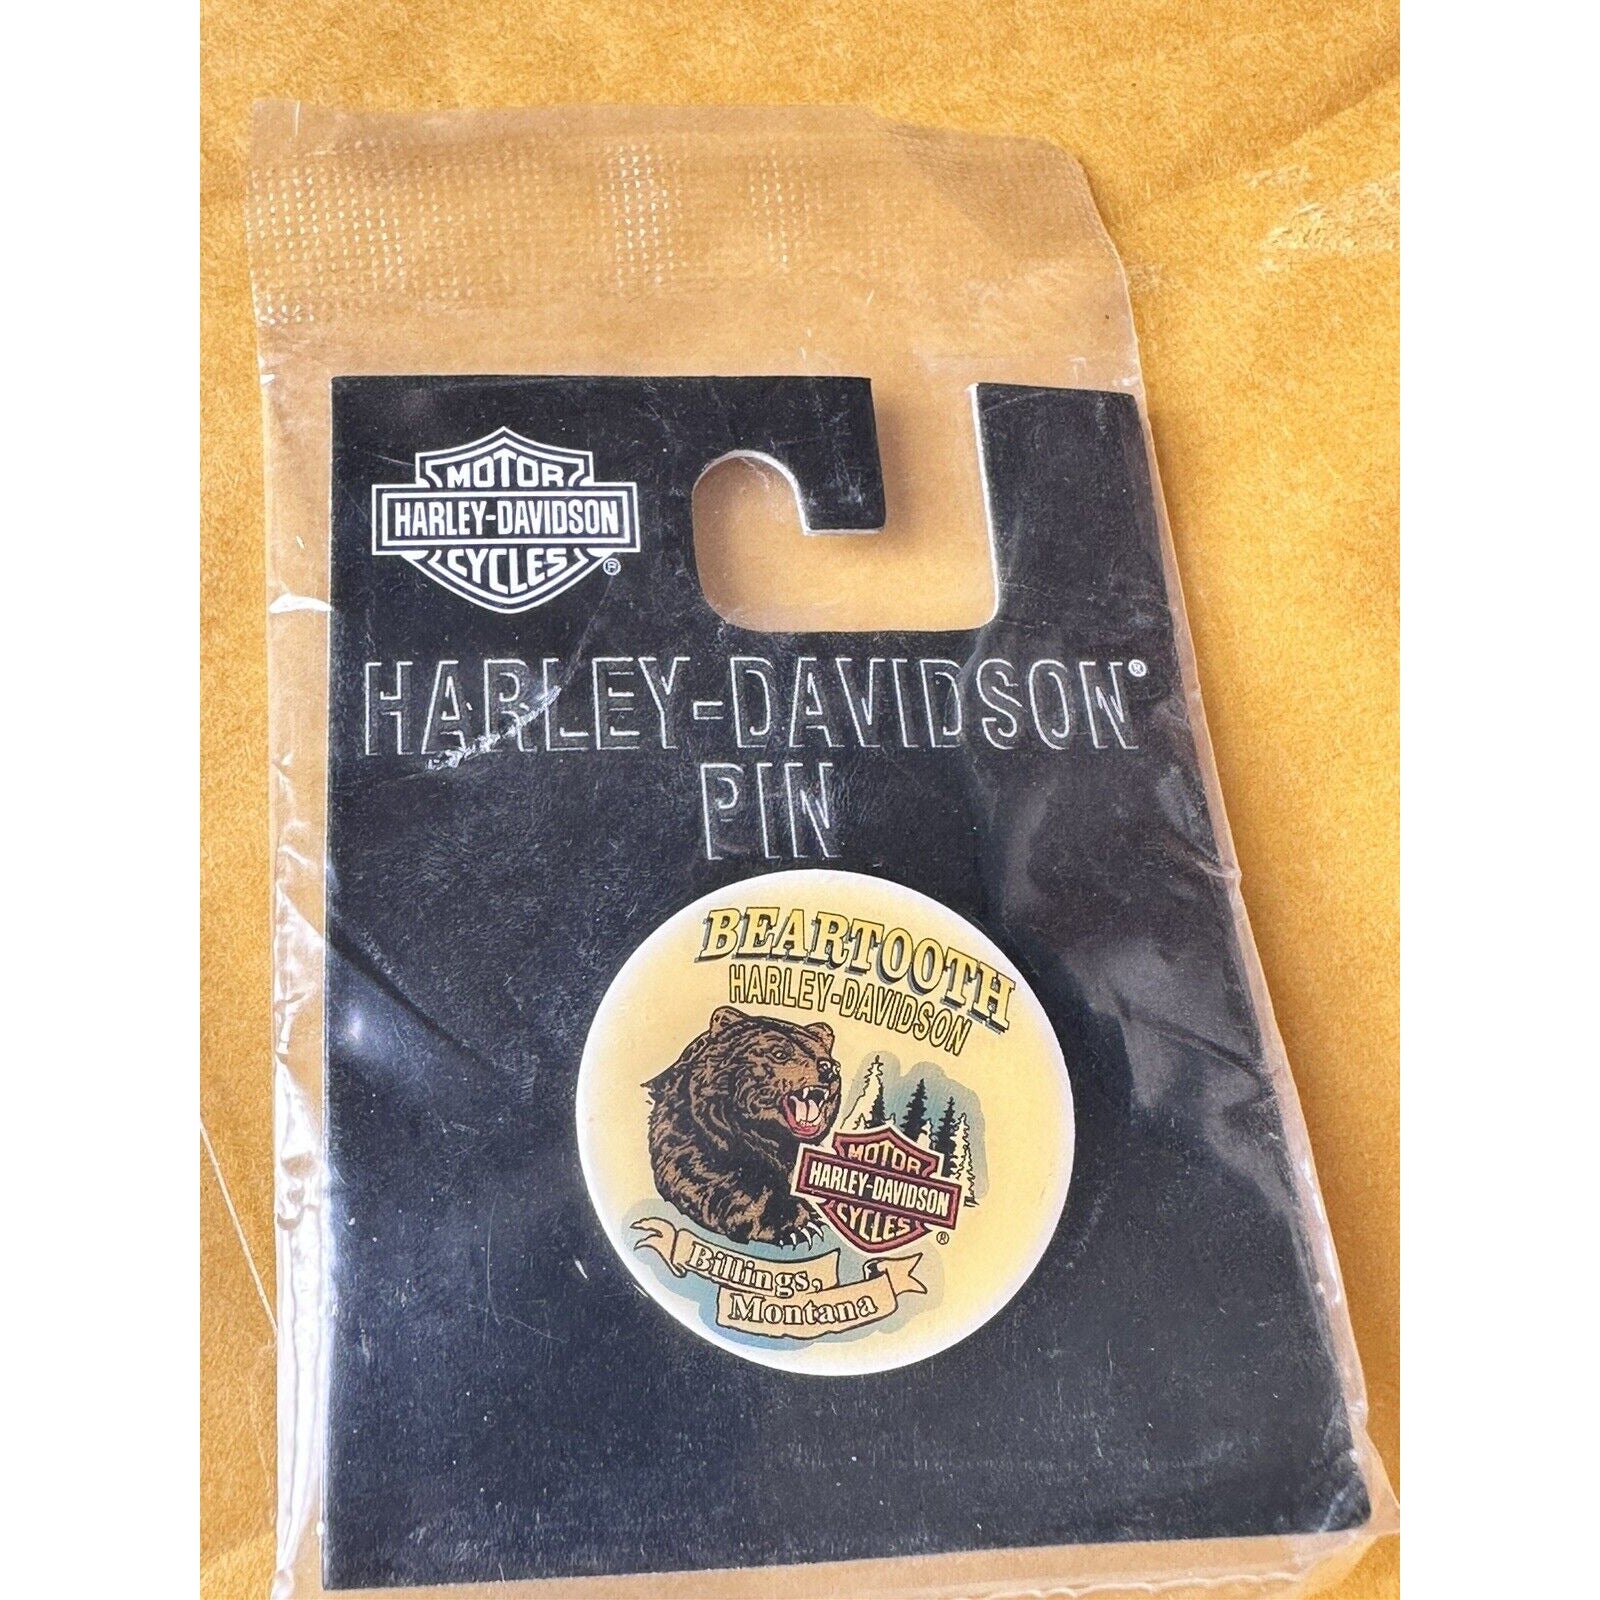 MOTOR
HARLEY-DAVIDSON
CYCLES®
HARLEY-DAVIDSON®
PIN
BEARTOOTH
HARLEY-DAVIDSON
MOTOR
HARLEY-DAVIDSON
CYCLES®
Billings,
Montana